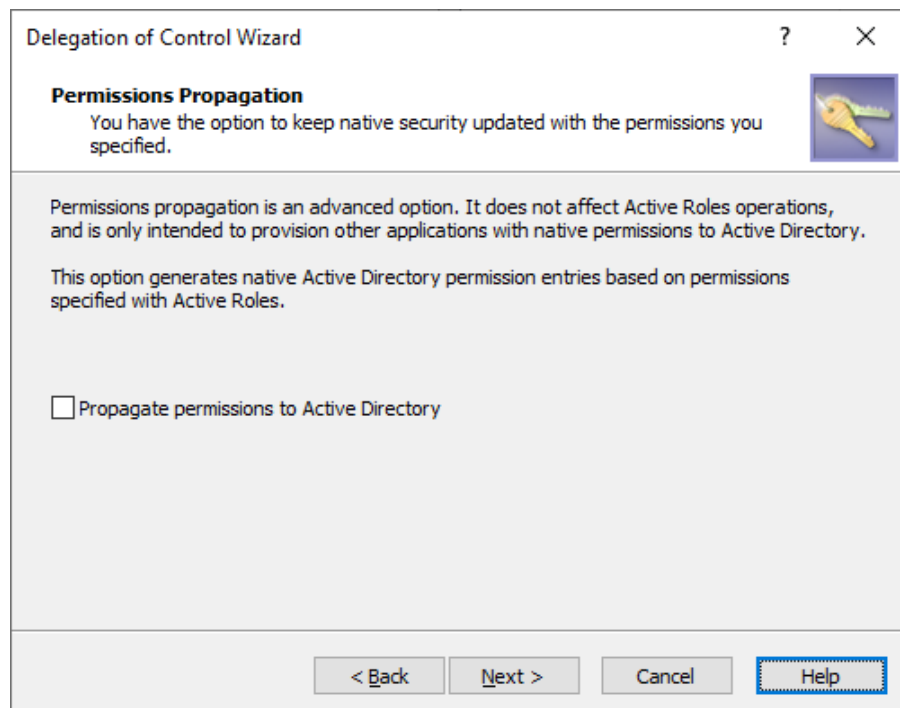 Delegation of Control Wizard
?
Permissions Propagation
You have the option to keep native security updated with the permissions you
specified.
Permissions propagation is an advanced option. It does not affect Active Roles operations,
and is only intended to provision other applications with native permissions to Active Directory.
This option generates native Active Directory permission entries based on permissions
specified with Active Roles.
Propagate permissions to Active Directory
< Back Next > Cancel Help